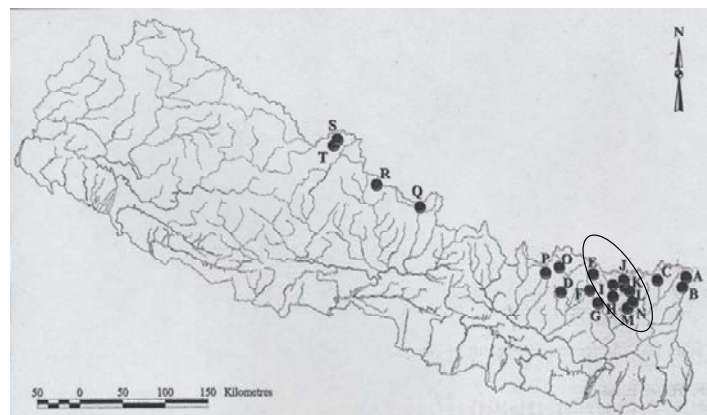 N
S
T
R
Q
P O E J C A
D F I K B
G H L
M N
50 0 50 100 150 Kilometres